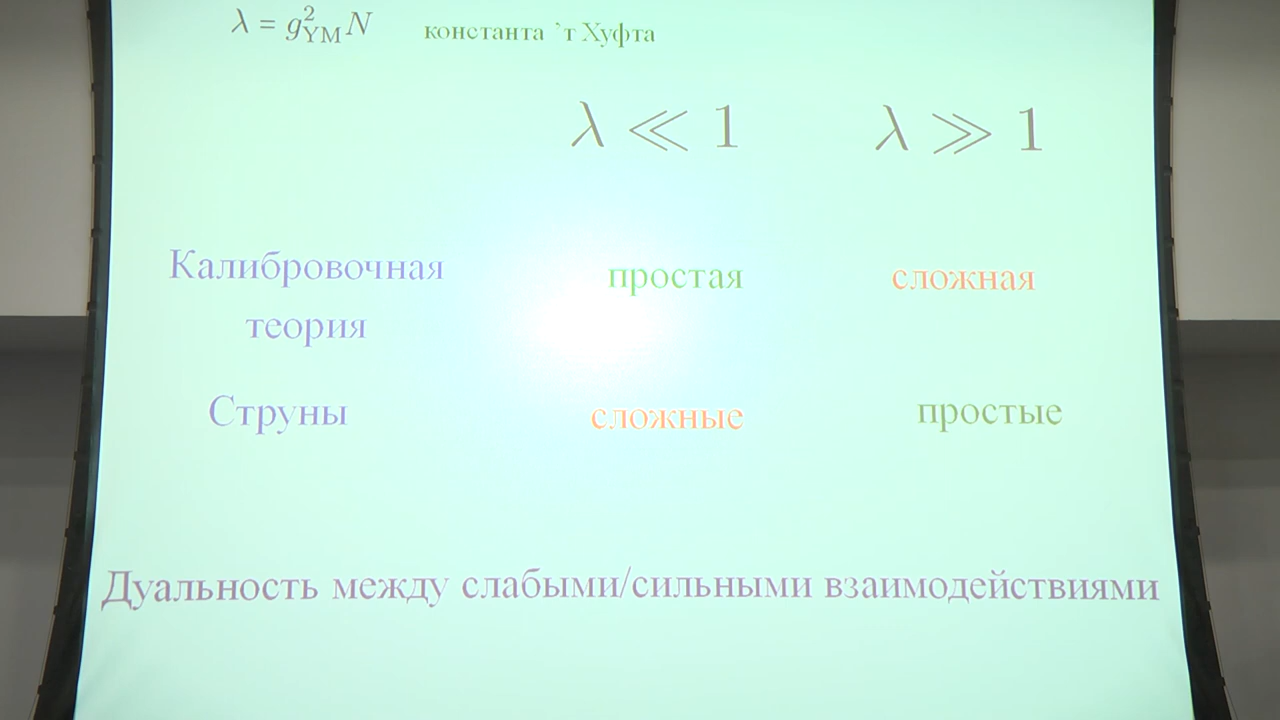 λ = g²_YM N константа `т Хуфта
λ ≪ 1 λ ≫ 1
Калибровочная простая сложная
теория
Струны сложные простые
Дуальность между слабыми/сильными взаимодействиями